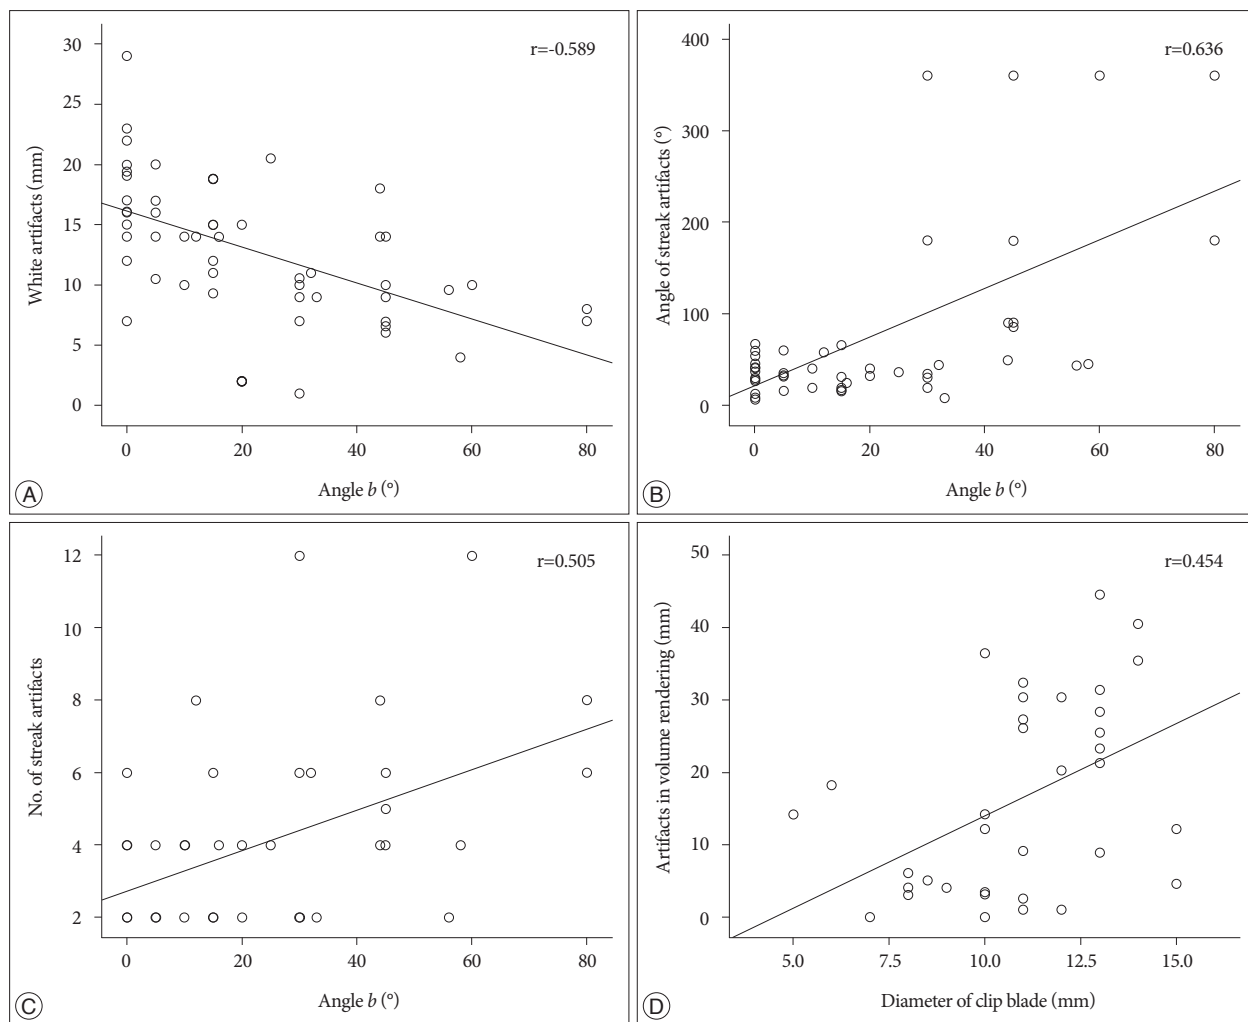 r=-0.589
30
25
20
15
10
5
0
White artifacts (mm)
0 20 40 60 80
Angle b (°)
A
r=0.636
400
300
200
100
0
Angle of streak artifacts (°)
0 20 40 60 80
Angle b (°)
B
r=0.505
12
10
8
6
4
2
No. of streak artifacts
0 20 40 60 80
Angle b (°)
C
r=0.454
50
40
30
20
10
0
Artifacts in volume rendering (mm)
5.0 7.5 10.0 12.5 15.0
Diameter of clip blade (mm)
D